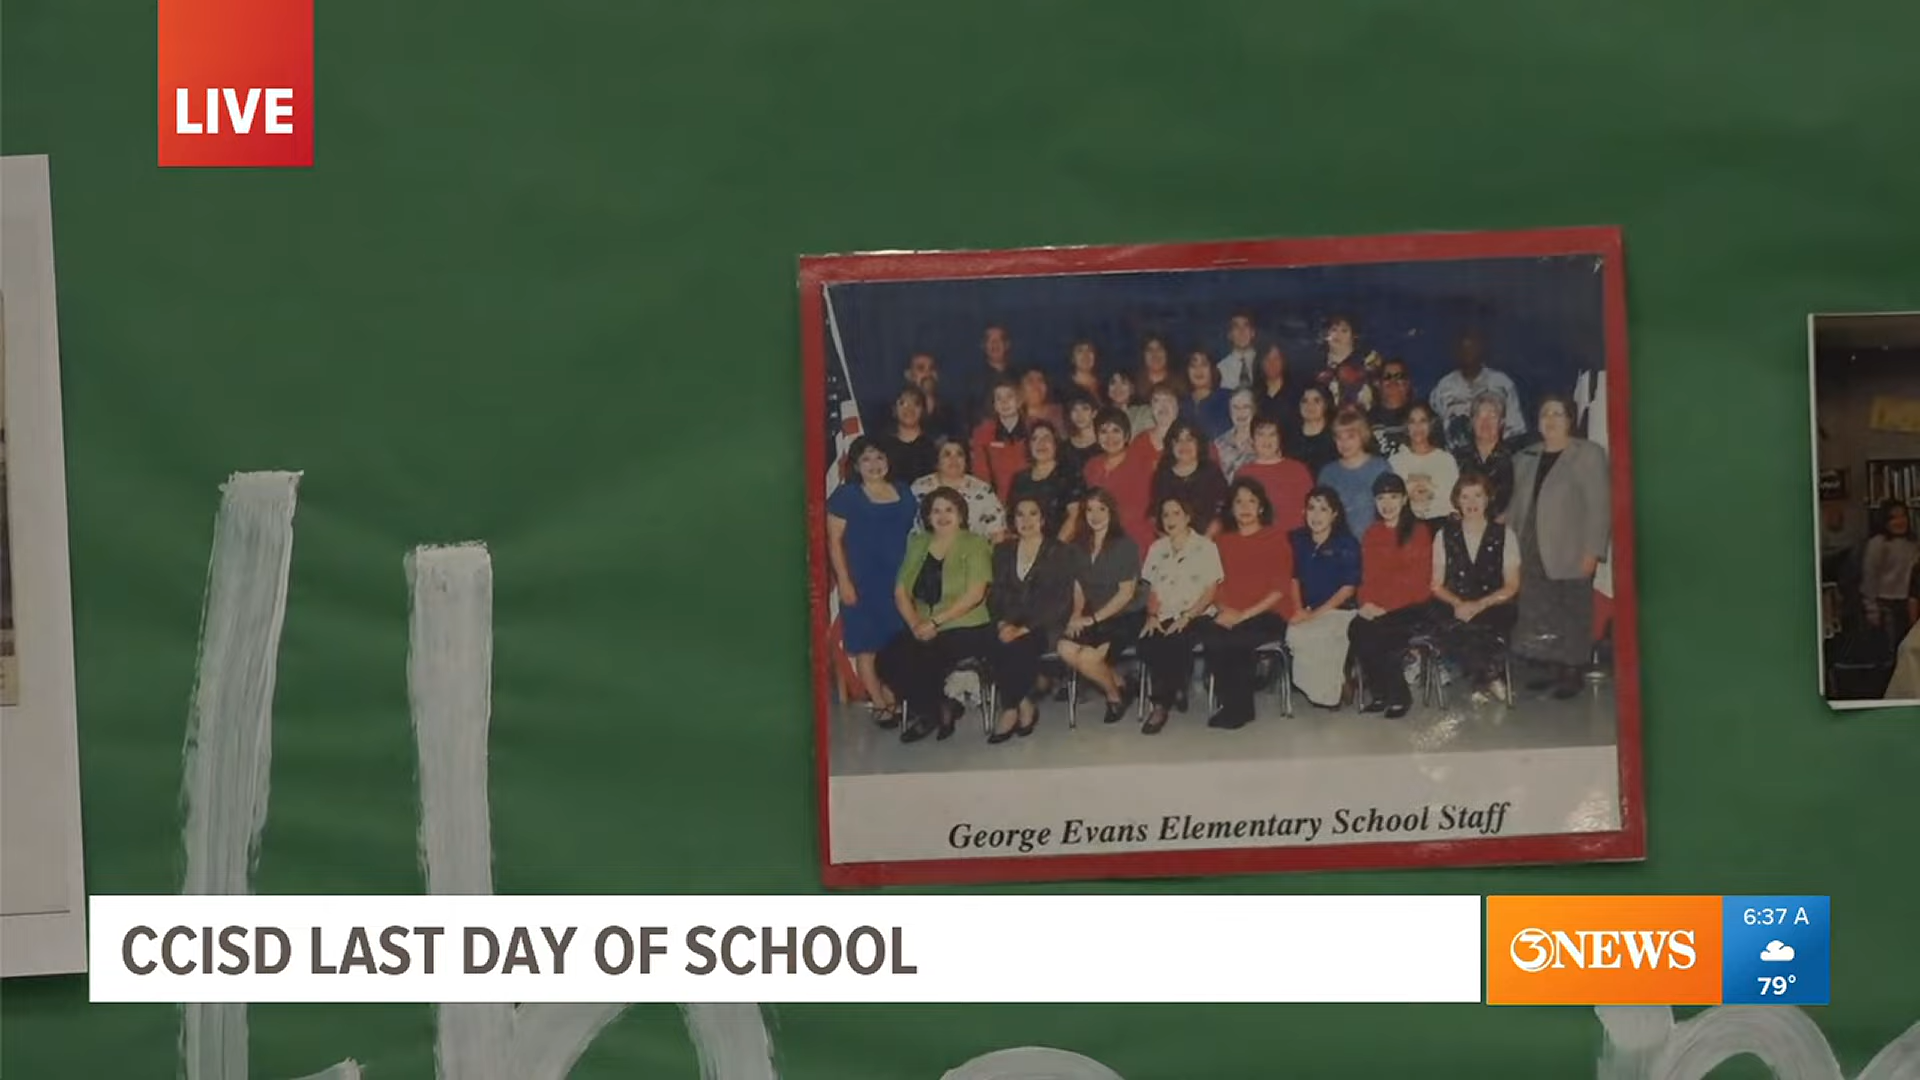 LIVE
George Evans Elementary School Staff
CCISD LAST DAY OF SCHOOL
3NEWS
6:37 A
79°